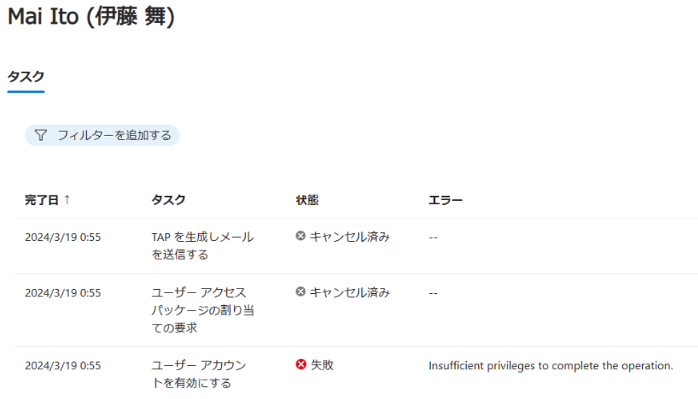 Mai Ito (伊藤 舞)
タスク
フィルターを追加する
完了日 ↑ タスク 状態 エラー
2024/3/19 0:55 TAP を生成しメール キャンセル済み --
を送信する
2024/3/19 0:55 ユーザー アクセス キャンセル済み --
パッケージの割り当
ての要求
2024/3/19 0:55 ユーザー アカウン 失敗 Insufficient privileges to complete the operation.
トを有効にする